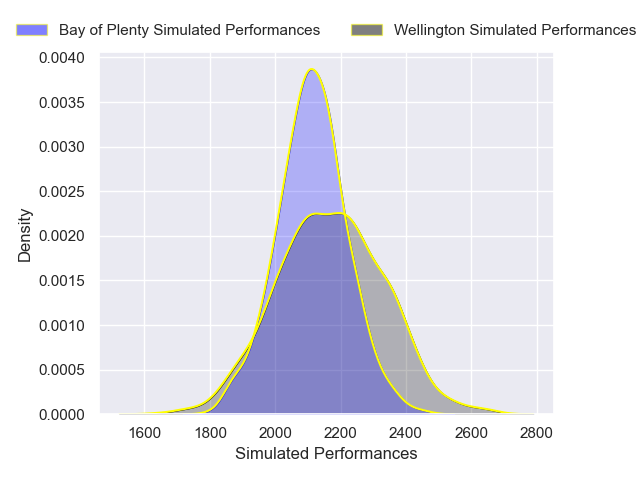 Bay of Plenty Simulated Performances Wellington Simulated Performances
0.0040
0.0035
0.0030
0.0025
0.0020
0.0015
0.0010
0.0005
0.0000
Density
1600 1800 2000 2200 2400 2600 2800
Simulated Performances